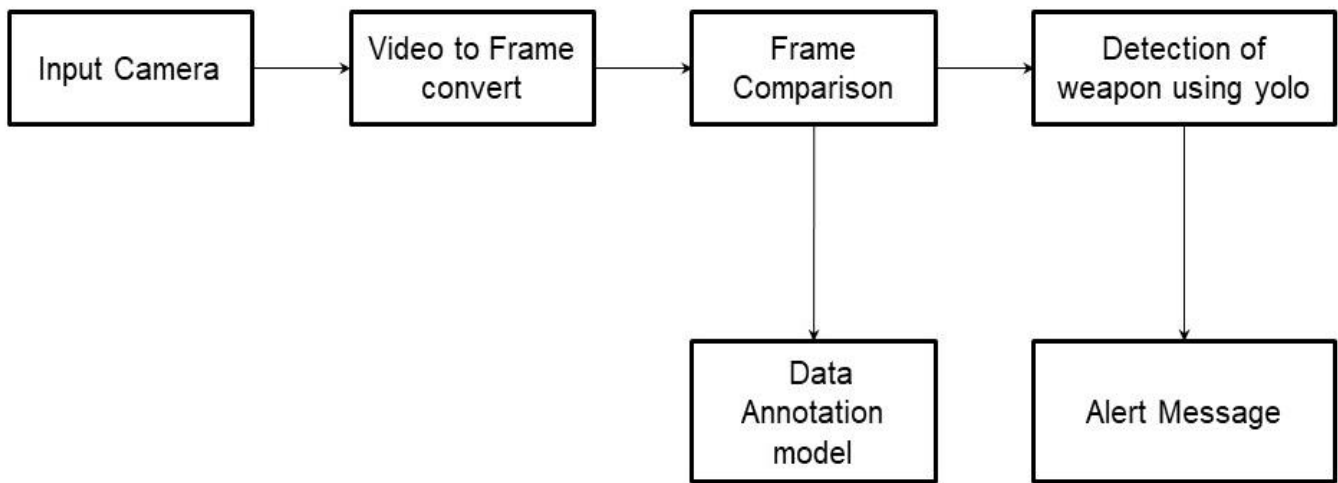 Input Camera
Video to Frame
convert
Frame
Comparison
Detection of
weapon using yolo
Data
Annotation
model
Alert Message